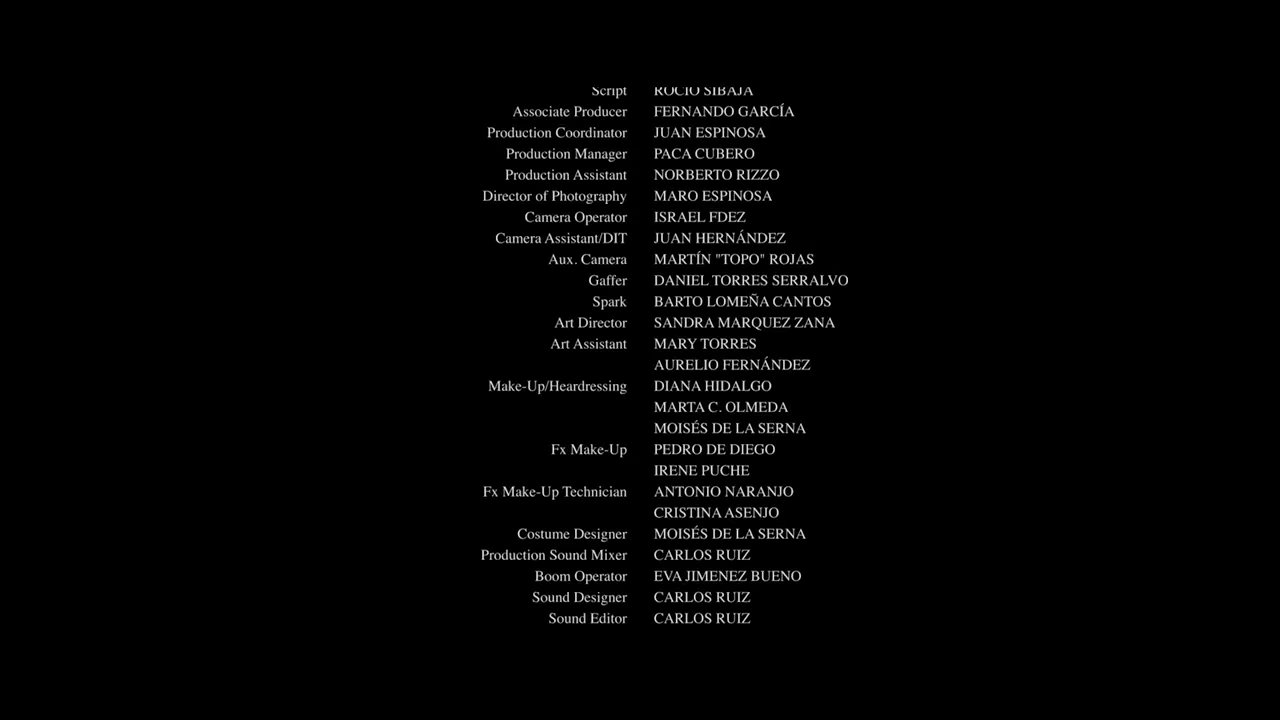 Script ROCIO SIBAJA
Associate Producer FERNANDO GARCÍA
Production Coordinator JUAN ESPINOSA
Production Manager PACA CUBERO
Production Assistant NORBERTO RIZZO
Director of Photography MARO ESPINOSA
Camera Operator ISRAEL FDEZ
Camera Assistant/DIT JUAN HERNÁNDEZ
Aux. Camera MARTÍN "TOPO" ROJAS
Gaffer DANIEL TORRES SERRALVO
Spark BARTO LOMEÑA CANTOS
Art Director SANDRA MARQUEZ ZANA
Art Assistant MARY TORRES
AURELIO FERNÁNDEZ
Make-Up/Heardressing DIANA HIDALGO
MARTA C. OLMEDA
MOISÉS DE LA SERNA
Fx Make-Up PEDRO DE DIEGO
IRENE PUCHE
Fx Make-Up Technician ANTONIO NARANJO
CRISTINA ASENJO
Costume Designer MOISÉS DE LA SERNA
Production Sound Mixer CARLOS RUIZ
Boom Operator EVA JIMENEZ BUENO
Sound Designer CARLOS RUIZ
Sound Editor CARLOS RUIZ